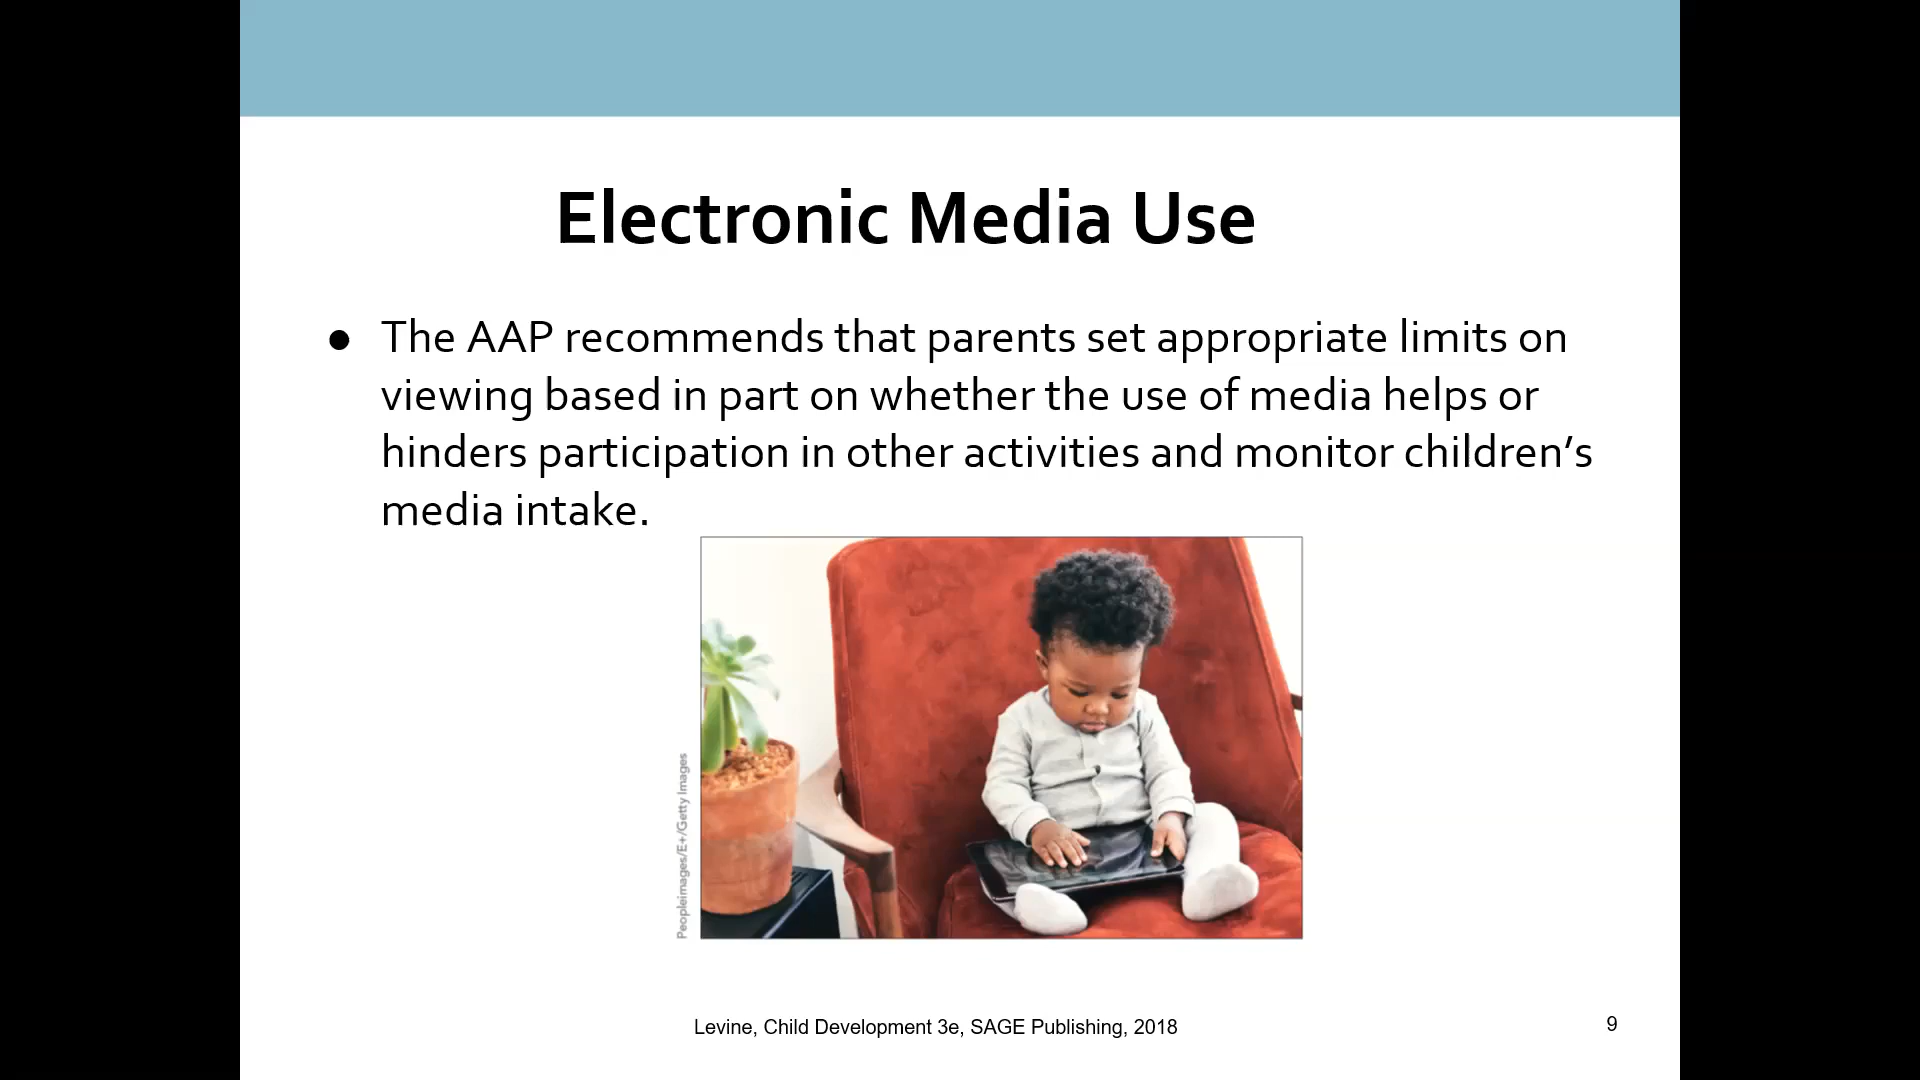 Electronic Media Use
● The AAP recommends that parents set appropriate limits on
viewing based in part on whether the use of media helps or
hinders participation in other activities and monitor children’s
media intake.
Peopleimages/E+/Getty Images
Levine, Child Development 3e, SAGE Publishing, 2018
9